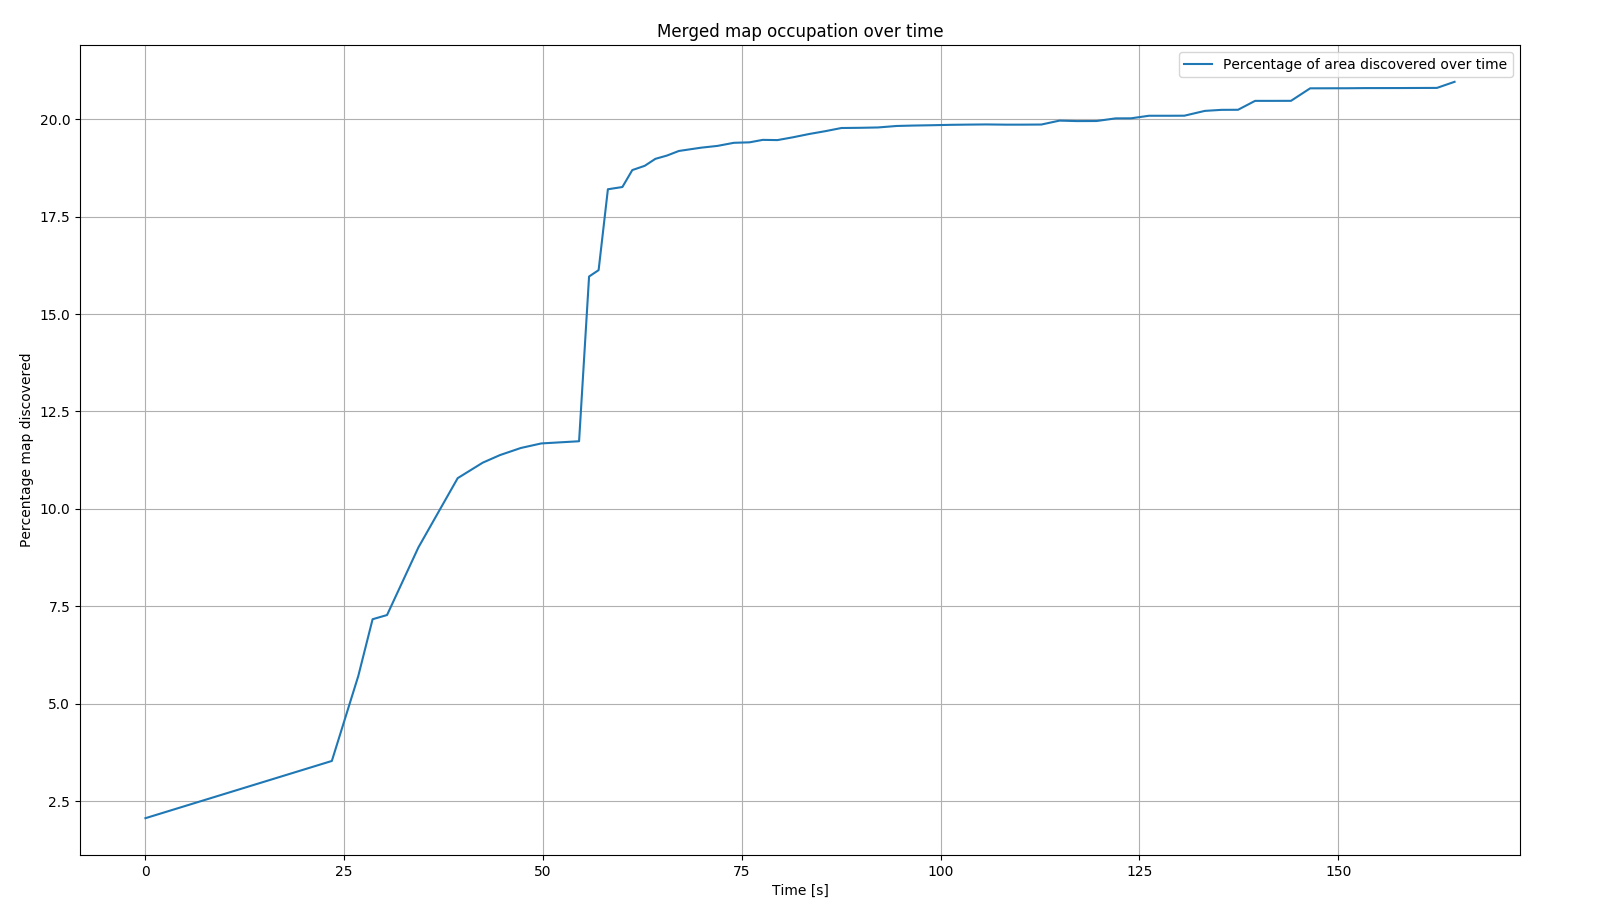 Merged map occupation over time
Percentage of area discovered over time
20.0
17.5
15.0
12.5
10.0
7.5
5.0
2.5
Percentage map discovered
0 25 50 75 100 125 150
Time [s]